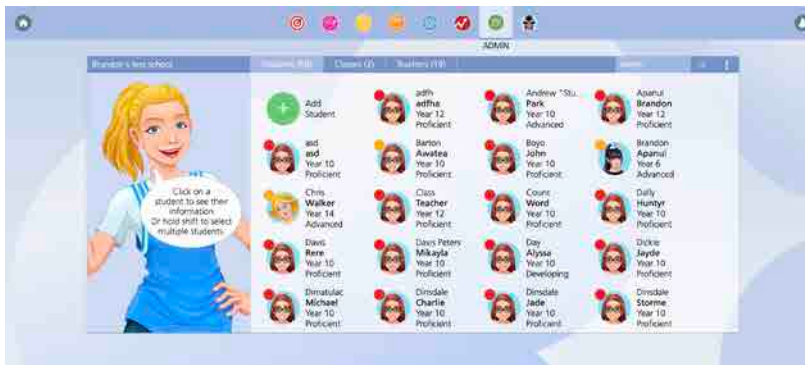 ADMIN
Brandon's test school
Classes (2)
Teachers (19)
Click on a
student to see their
information
Or hold shift to select
multiple students
Add
Student
adfh
adfha
Year 12
Proficient
Andrew "Stu..
Park
Year 10
Advanced
Apanui
Brandon
Year 12
Proficient
asd
asd
Year 10
Proficient
Barton
Awatea
Year 10
Proficient
Boyo
John
Year 10
Proficient
Brandon
Apanui
Year 6
Advanced
Chris
Walker
Year 14
Advanced
Class
Teacher
Year 12
Proficient
Count
Word
Year 10
Proficient
Dally
Huntyr
Year 10
Proficient
Davis
Rere
Year 10
Proficient
Davis Peters
Mikayla
Year 10
Proficient
Day
Alyssa
Year 10
Developing
Dickie
Jayde
Year 10
Proficient
Dimatulac
Michael
Year 10
Proficient
Dinsdale
Charlie
Year 10
Proficient
Dinsdale
Jade
Year 10
Proficient
Dinsdale
Storme
Year 10
Proficient